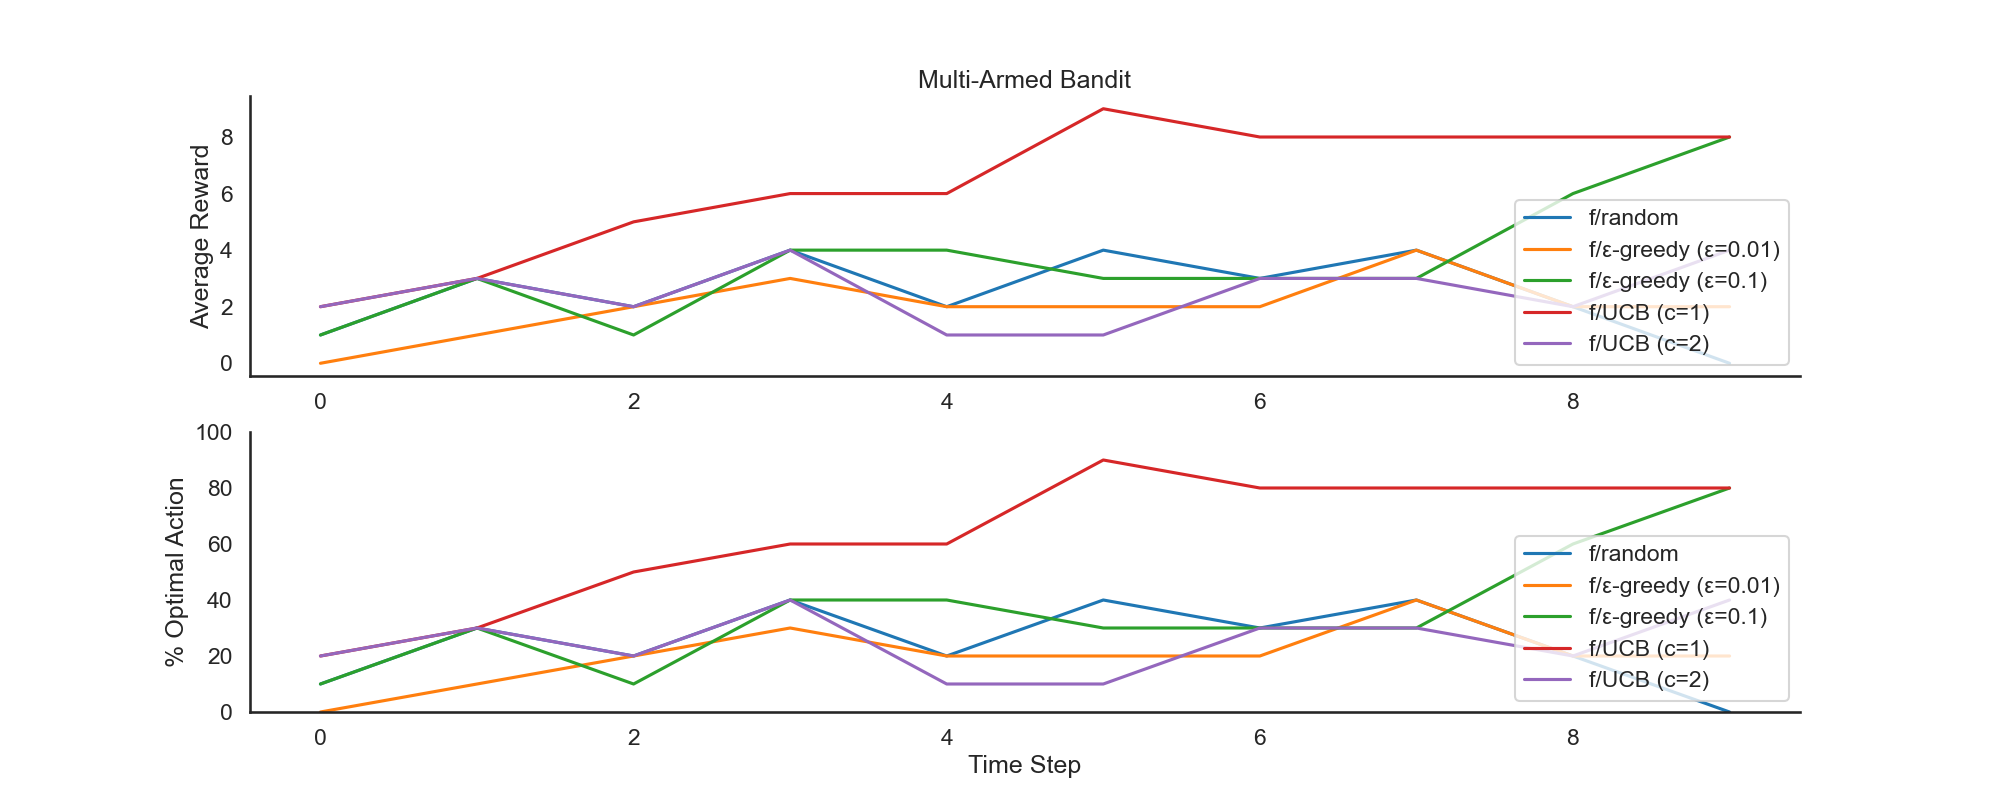 Multi-Armed Bandit
Average Reward
8
6
4
2
0
0 2 4 6 8
f/random
f/ε-greedy (ε=0.01)
f/ε-greedy (ε=0.1)
f/UCB (c=1)
f/UCB (c=2)
% Optimal Action
100
80
60
40
20
0
0 2 4 6 8
f/random
f/ε-greedy (ε=0.01)
f/ε-greedy (ε=0.1)
f/UCB (c=1)
f/UCB (c=2)
Time Step